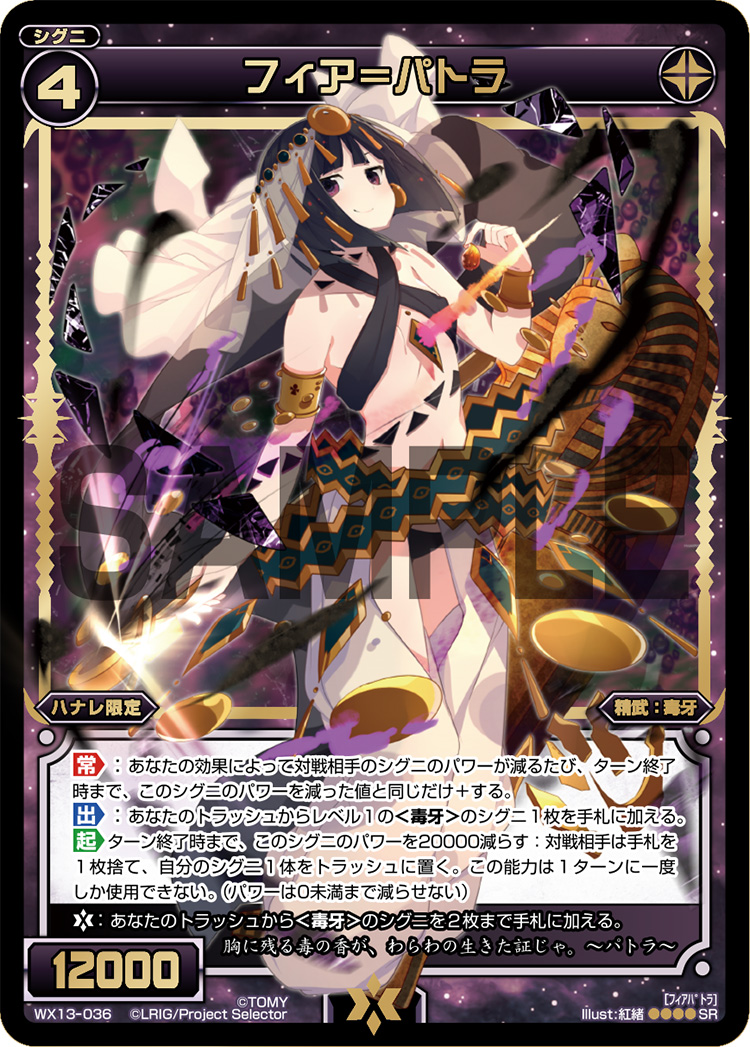 シグニ
4
フィア＝パトラ
SAMPLE
ハナレ限定
精武：毒牙
常：あなたの効果によって対戦相手のシグニのパワーが減るたび、ターン終了
時まで、このシグニのパワーを減った値と同じだけ＋する。
出：あなたのトラッシュからレベル１の<毒牙>のシグニ１枚を手札に加える。
起 ターン終了時まで、このシグニのパワーを20000減らす：対戦相手は手札を
１枚捨て、自分のシグニ１体をトラッシュに置く。この能力は１ターンに一度
しか使用できない。（パワーは０未満まで減らせない）
：あなたのトラッシュから<毒牙>のシグニを２枚まで手札に加える。
胸に残る毒の香が、わらわの生きた証じゃ。～パトラ～
12000
©TOMY
[フィアパトラ]
WX13-036 ©LRIG/Project Selector
Illust:紅緒 SR